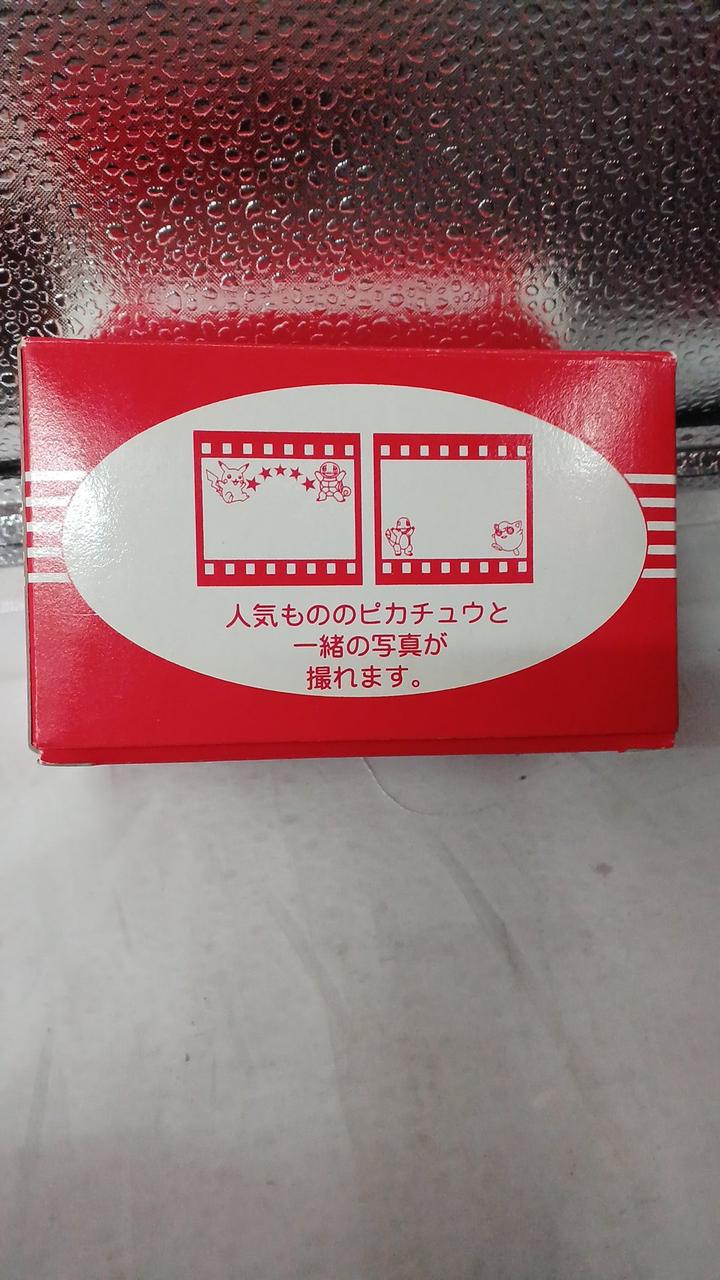 人気もののピカチュウと
一緒の写真が
撮れます。